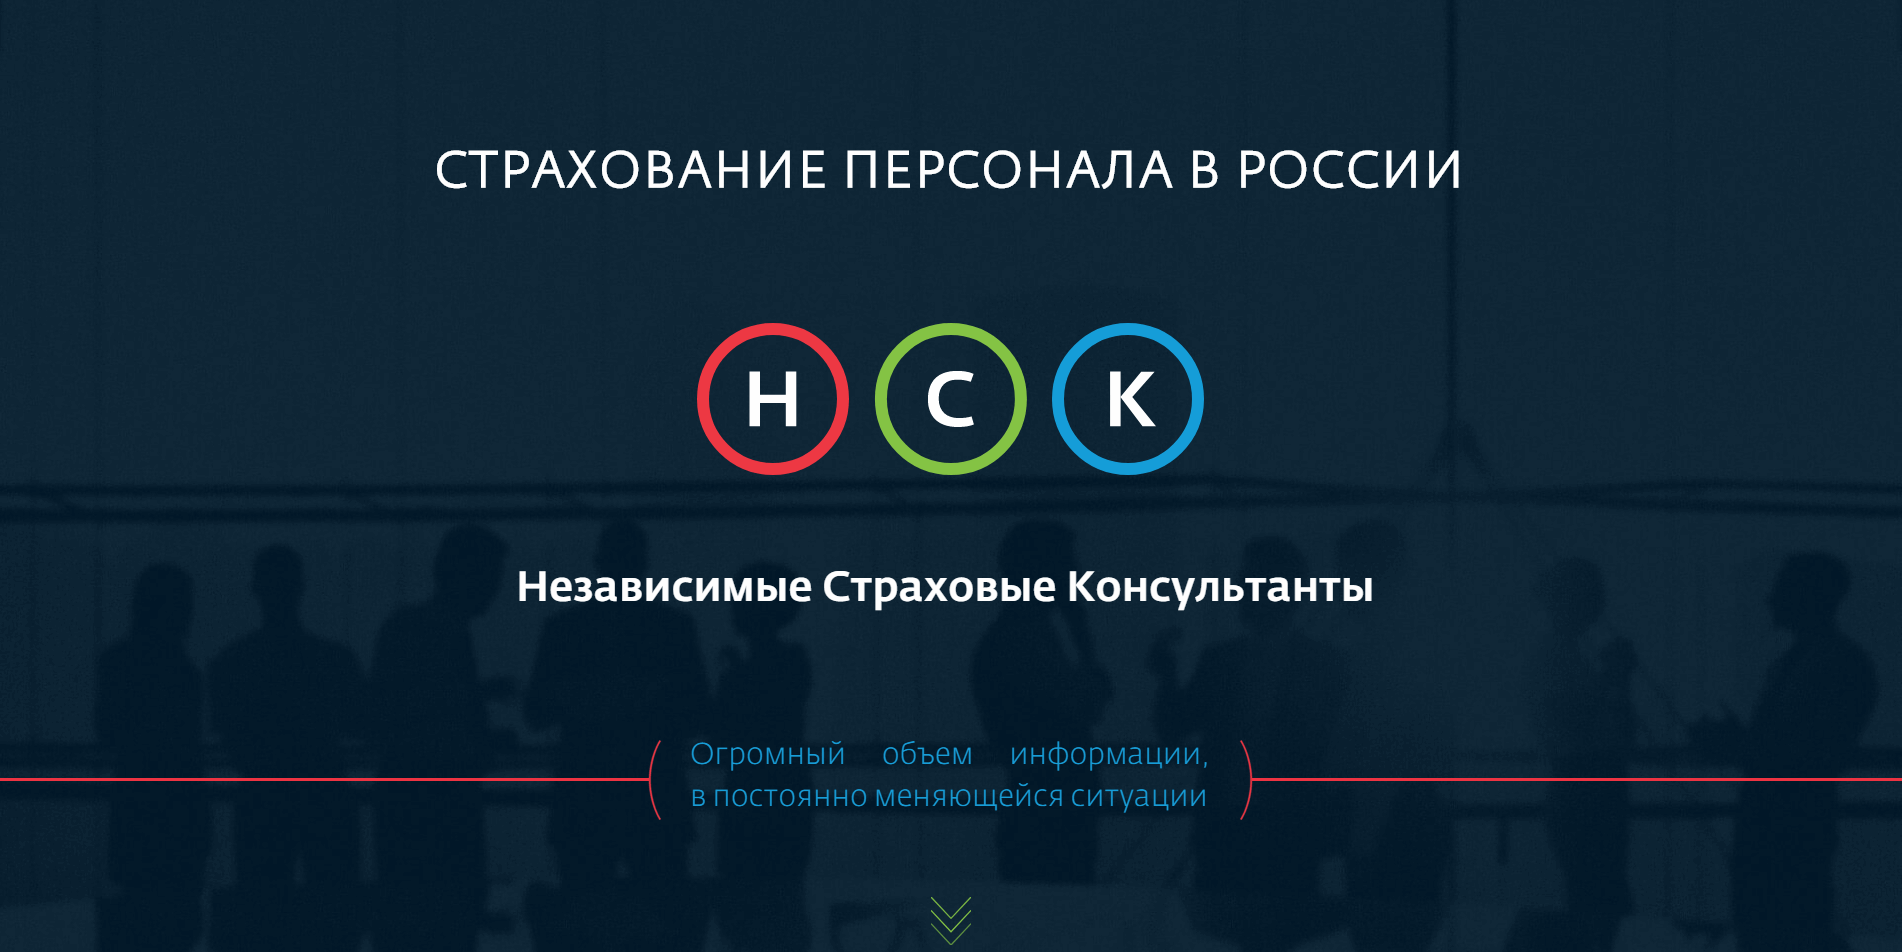 СТРАХОВАНИЕ ПЕРСОНАЛА В РОССИИ
Н С К
Независимые Страховые Консультанты
Огромный объем информации,
в постоянно меняющейся ситуации